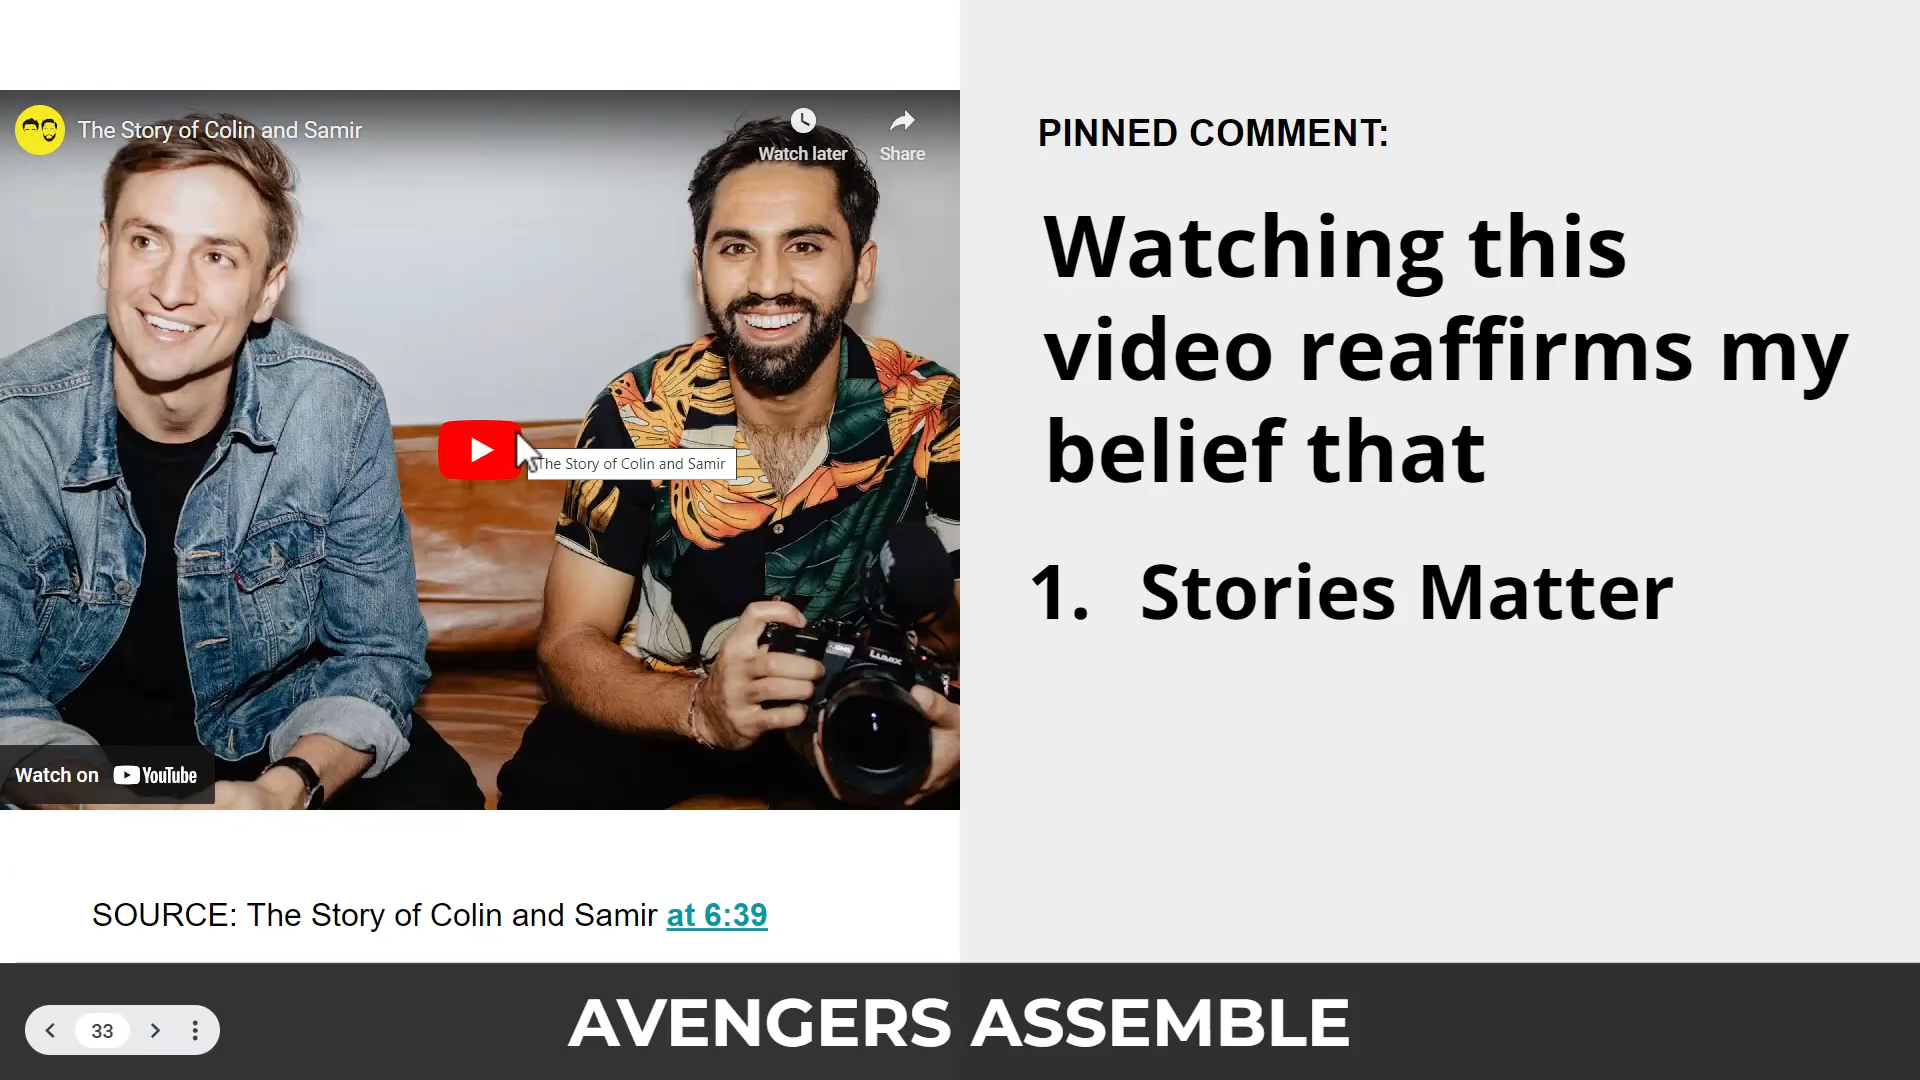 The Story of Colin and Samir
Watch later
Share
The Story of Colin and Samir
LUMIX
Watch on YouTube
SOURCE: The Story of Colin and Samir at 6:39
PINNED COMMENT:
Watching this
video reaffirms my
belief that
1. Stories Matter
33
AVENGERS ASSEMBLE